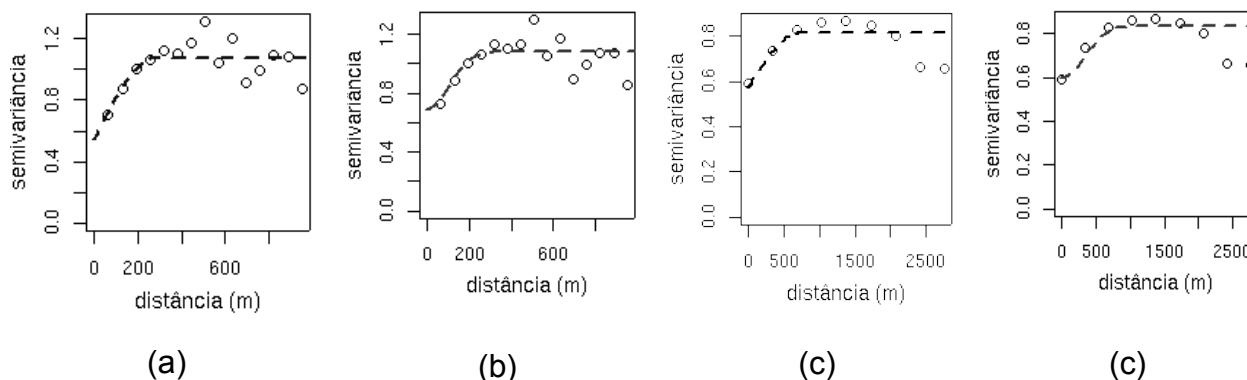 semivariância
0.0 0.4 0.8 1.2
0 200 600
distância (m)
(a)
semivariância
0.0 0.4 0.8 1.2
0 200 600
distância (m)
(b)
semivariância
0.0 0.2 0.4 0.6 0.8
0 500 1500 2500
distância (m)
(c)
semivariância
0.0 0.2 0.4 0.6 0.8
0 500 1500 2500
distância (m)
(c)